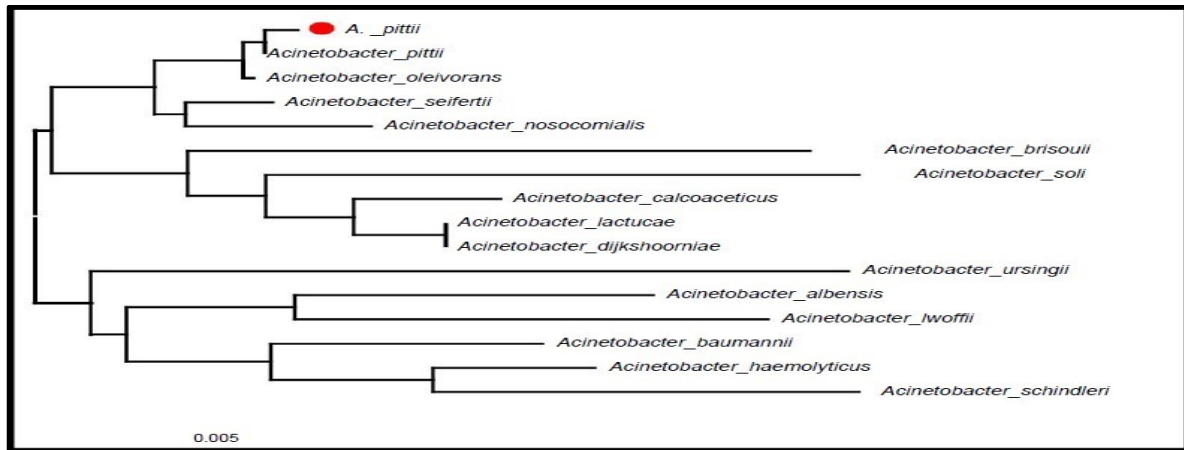 A. _pittii
Acinetobacter_pittii
Acinetobacter_oleivorans
Acinetobacter_seifertii
Acinetobacter_nosocomialis
Acinetobacter_brisouii
Acinetobacter_soli
Acinetobacter_calcoaceticus
Acinetobacter_lactucae
Acinetobacter_dijkshoorniae
Acinetobacter_ursingii
Acinetobacter_albensis
Acinetobacter_lwoffii
Acinetobacter_baumannii
Acinetobacter_haemolyticus
Acinetobacter_schindleri
0.005